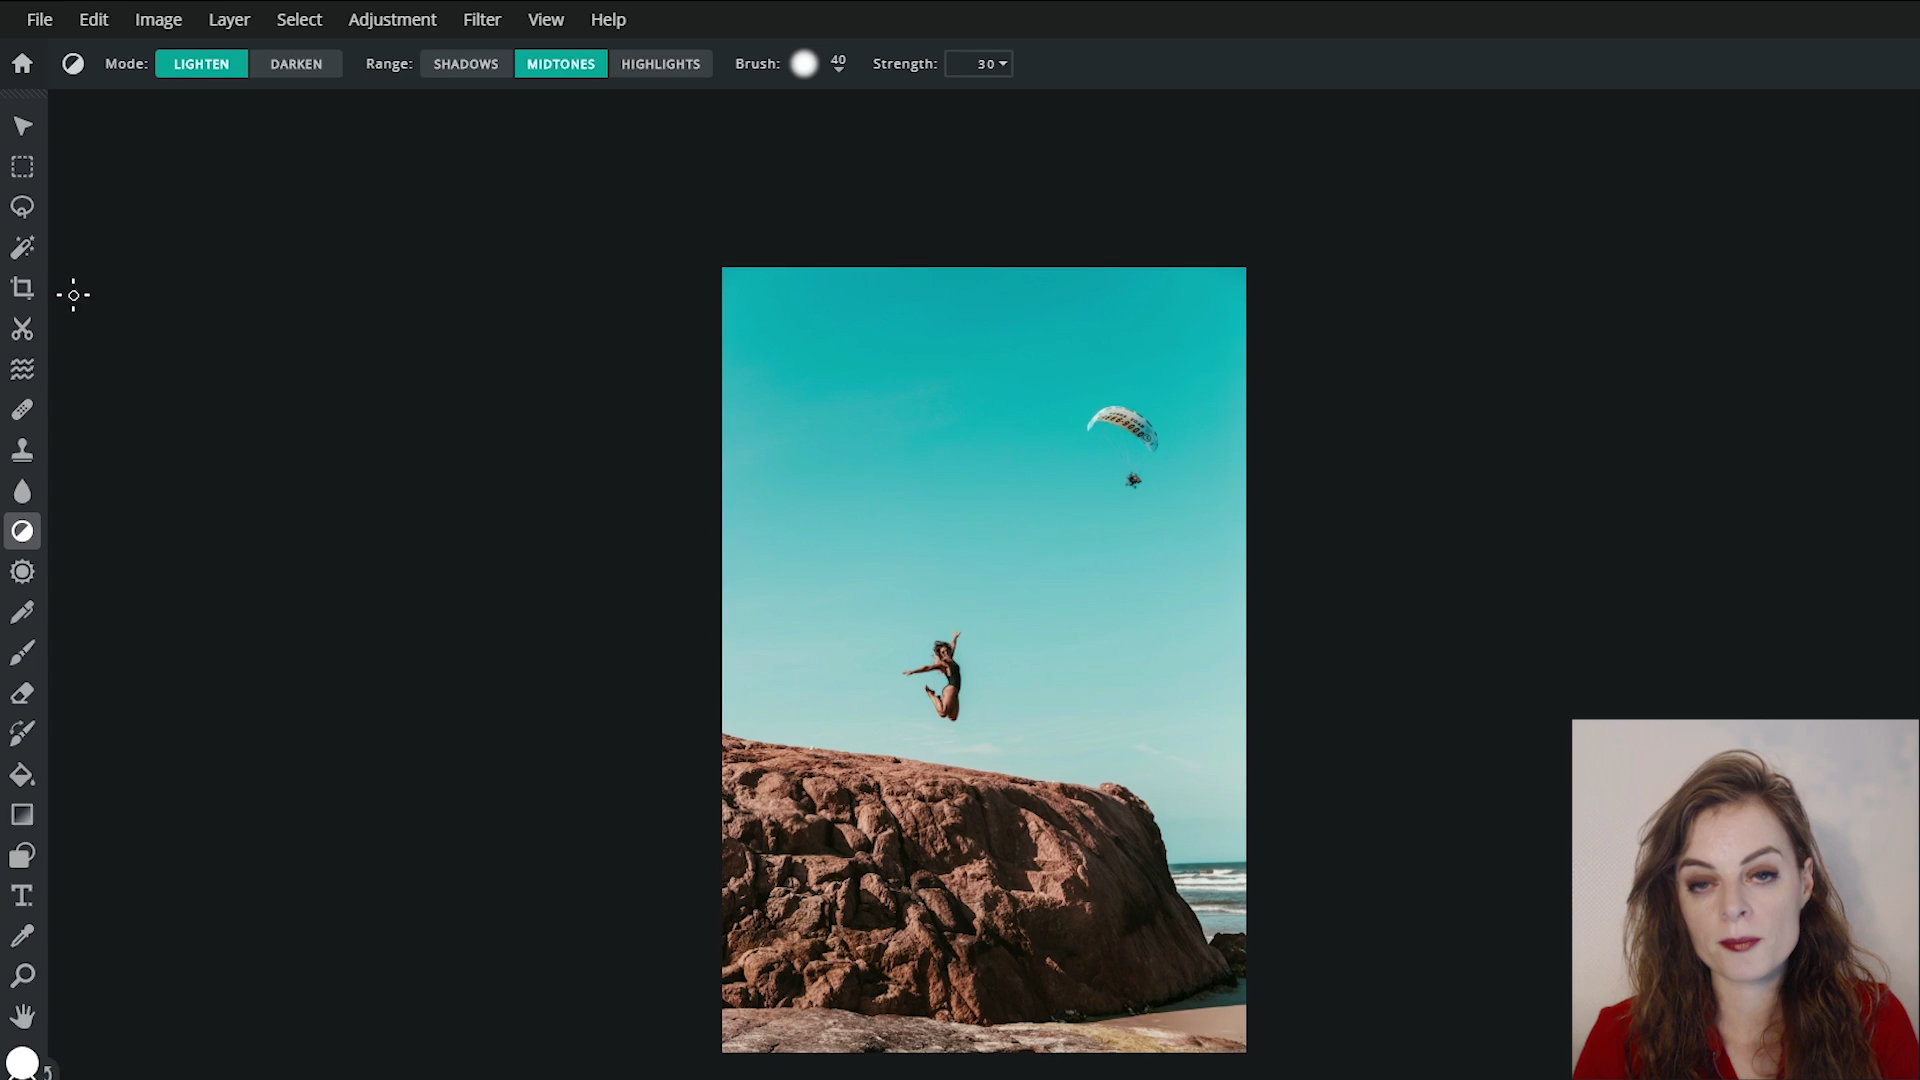 File Edit Image Layer Select Adjustment Filter View Help
Mode: LIGHTEN DARKEN Range: SHADOWS MIDTONES HIGHLIGHTS Brush: 40 Strength: 30